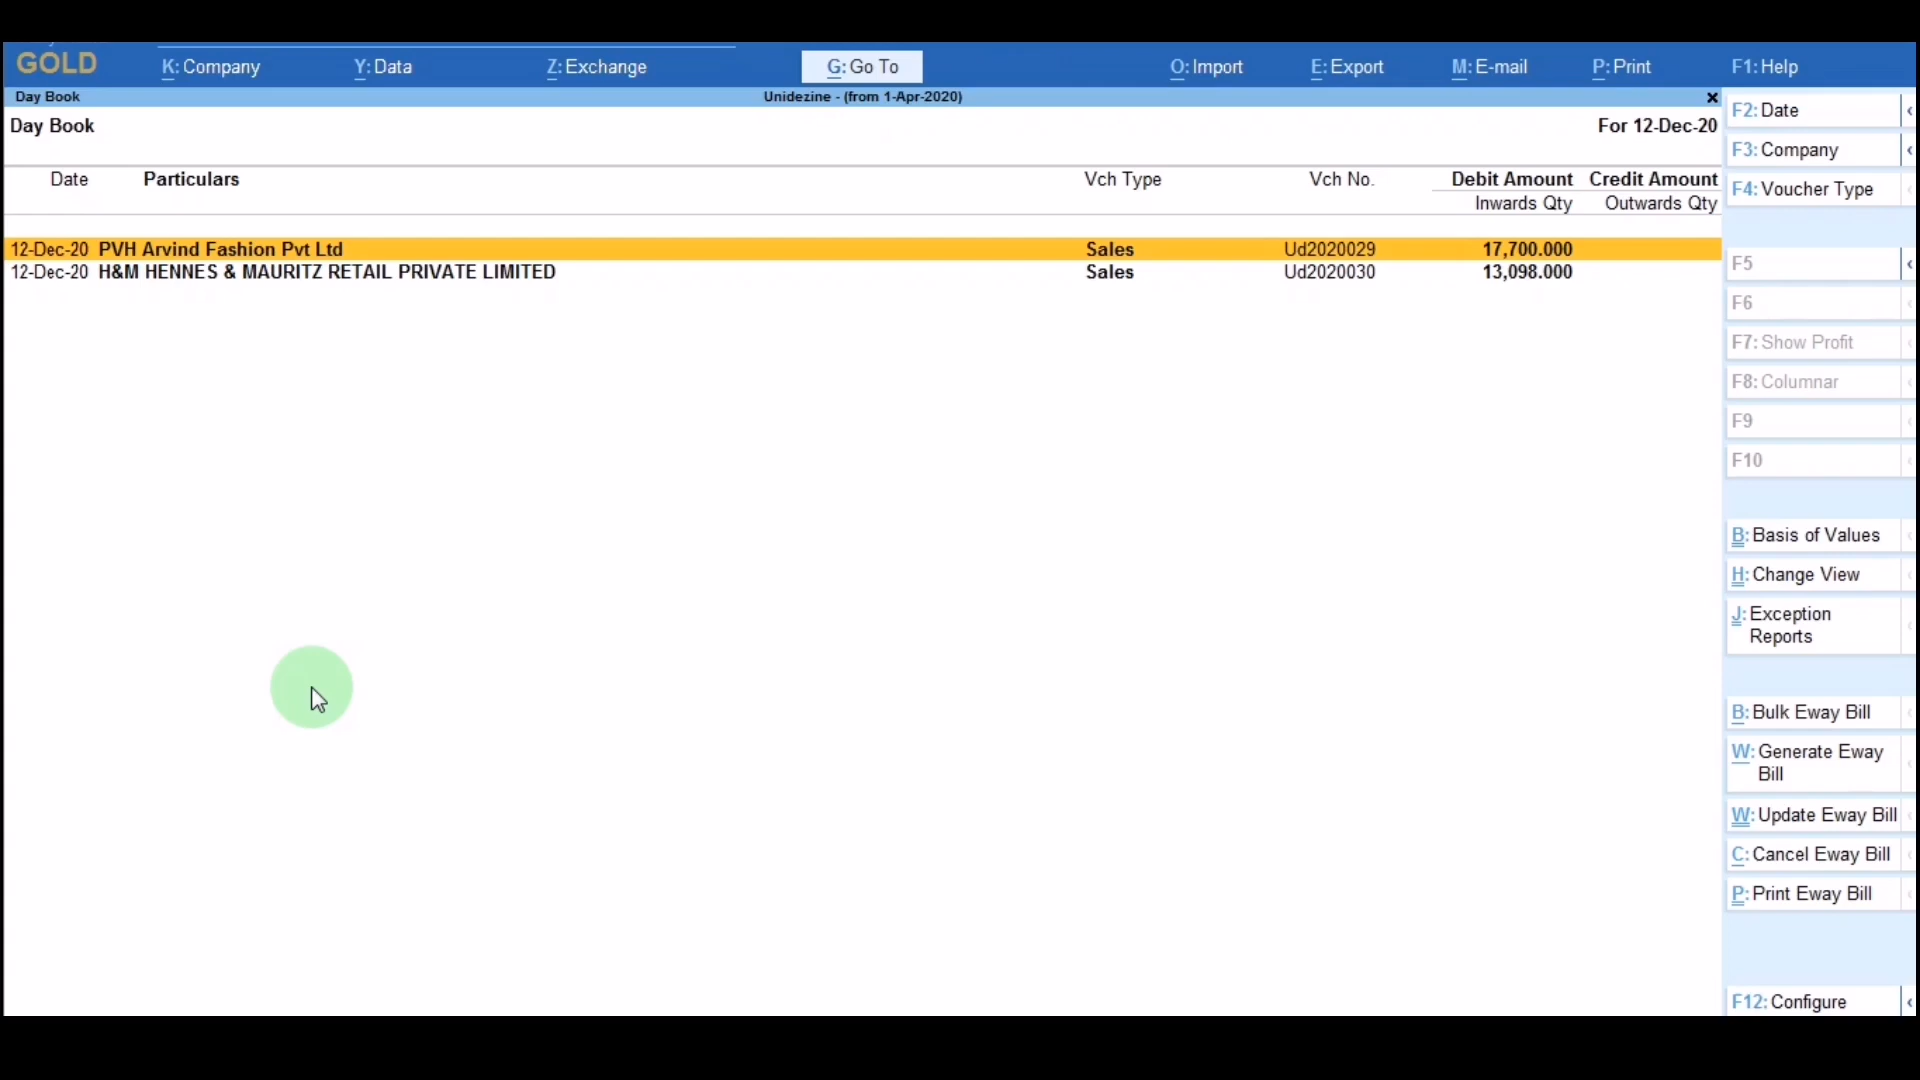 GOLD
K: Company Y: Data Z: Exchange G: Go To O: Import E: Export M: E-mail P: Print F1: Help
Day Book Unidezine - (from 1-Apr-2020) x
Day Book For 12-Dec-20
Date Particulars Vch Type Vch No. Debit Amount Credit Amount
Inwards Qty Outwards Qty
12-Dec-20 PVH Arvind Fashion Pvt Ltd Sales Ud2020029 17,700.000
12-Dec-20 H&M HENNES & MAURITZ RETAIL PRIVATE LIMITED Sales Ud2020030 13,098.000
F2: Date
F3: Company
F4: Voucher Type
F5
F6
F7: Show Profit
F8: Columnar
F9
F10
B: Basis of Values
H: Change View
J: Exception
Reports
B: Bulk Eway Bill
W: Generate Eway
Bill
W: Update Eway Bill
C: Cancel Eway Bill
P: Print Eway Bill
F12: Configure